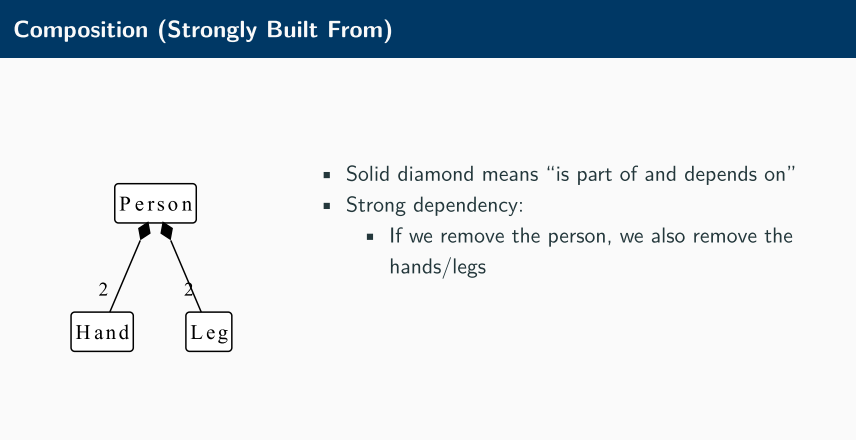 Composition (Strongly Built From)
Person
2
2
Hand
Leg
Solid diamond means “is part of and depends on”
Strong dependency:
If we remove the person, we also remove the
hands/legs